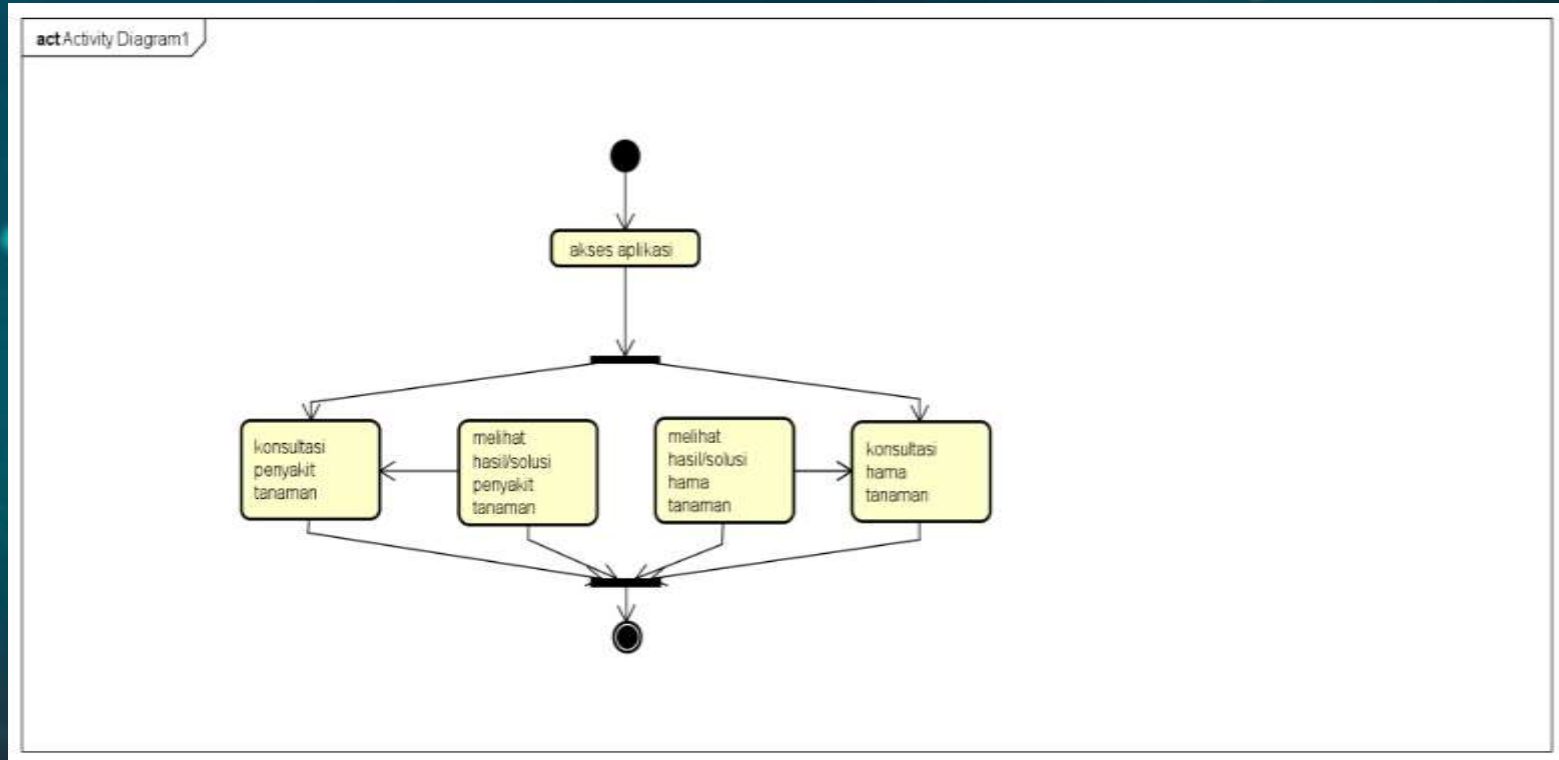 act Activity Diagram1
akses aplikasi
konsultasi
penyakit
tanaman
melihat
hasil/solusi
penyakit
tanaman
melihat
hasil/solusi
hama
tanaman
konsultasi
hama
tanaman